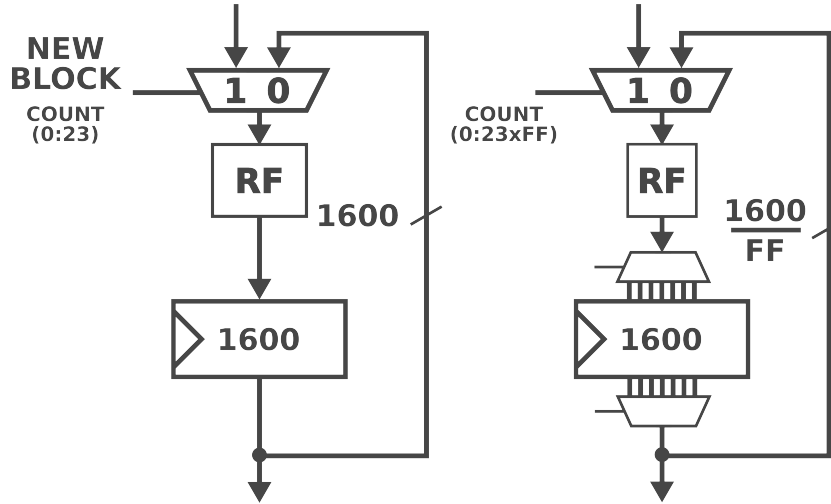 NEW
BLOCK
COUNT
(0:23)
1 0
RF
1600
1600
COUNT
(0:23xFF)
1 0
RF
1600
FF
1600